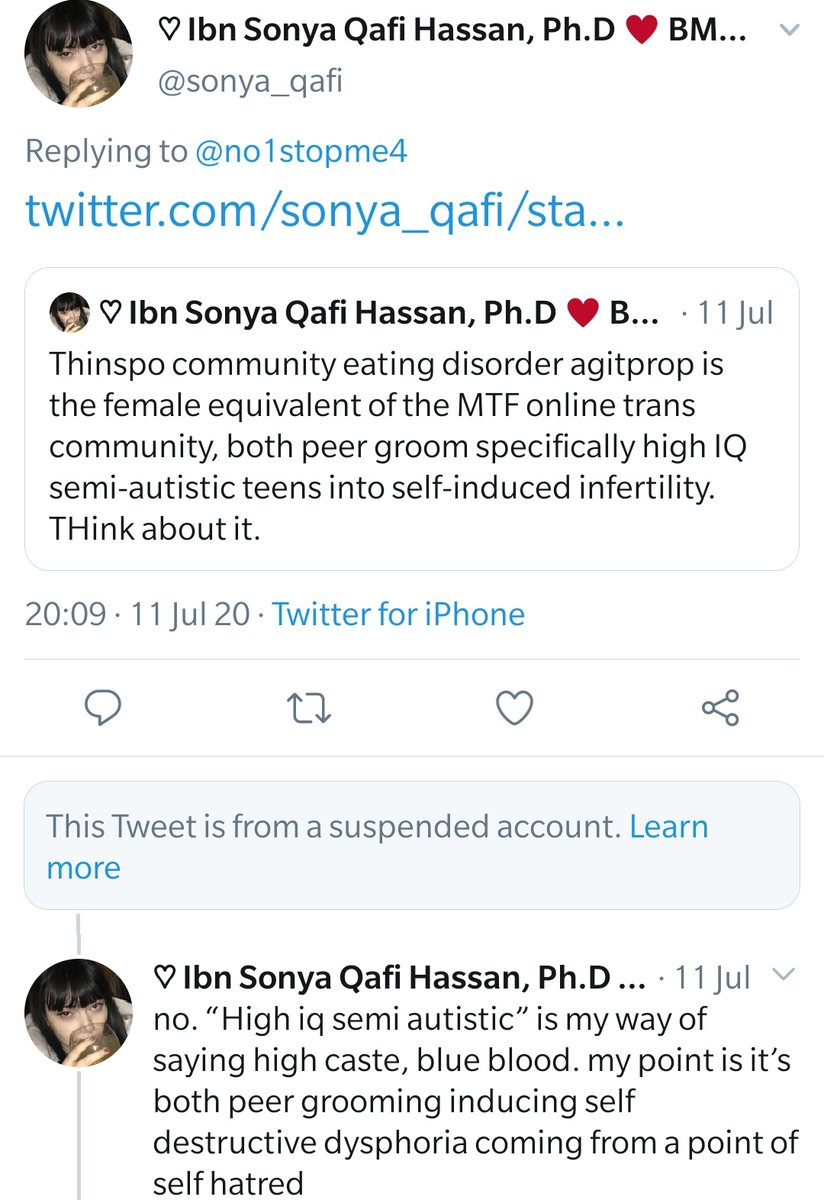 ♡ Ibn Sonya Qafi Hassan, Ph.D ♥ BM...
@sonya_qafi
Replying to @no1stopme4
twitter.com/sonya_qafi/sta...
♡ Ibn Sonya Qafi Hassan, Ph.D ♥ B... · 11 Jul
Thinspo community eating disorder agitprop is
the female equivalent of the MTF online trans
community, both peer groom specifically high IQ
semi-autistic teens into self-induced infertility.
THink about it.
20:09 · 11 Jul 20 · Twitter for iPhone
This Tweet is from a suspended account. Learn
more
♡ Ibn Sonya Qafi Hassan, Ph.D ... · 11 Jul
no. “High iq semi autistic” is my way of
saying high caste, blue blood. my point is it’s
both peer grooming inducing self
destructive dysphoria coming from a point of
self hatred